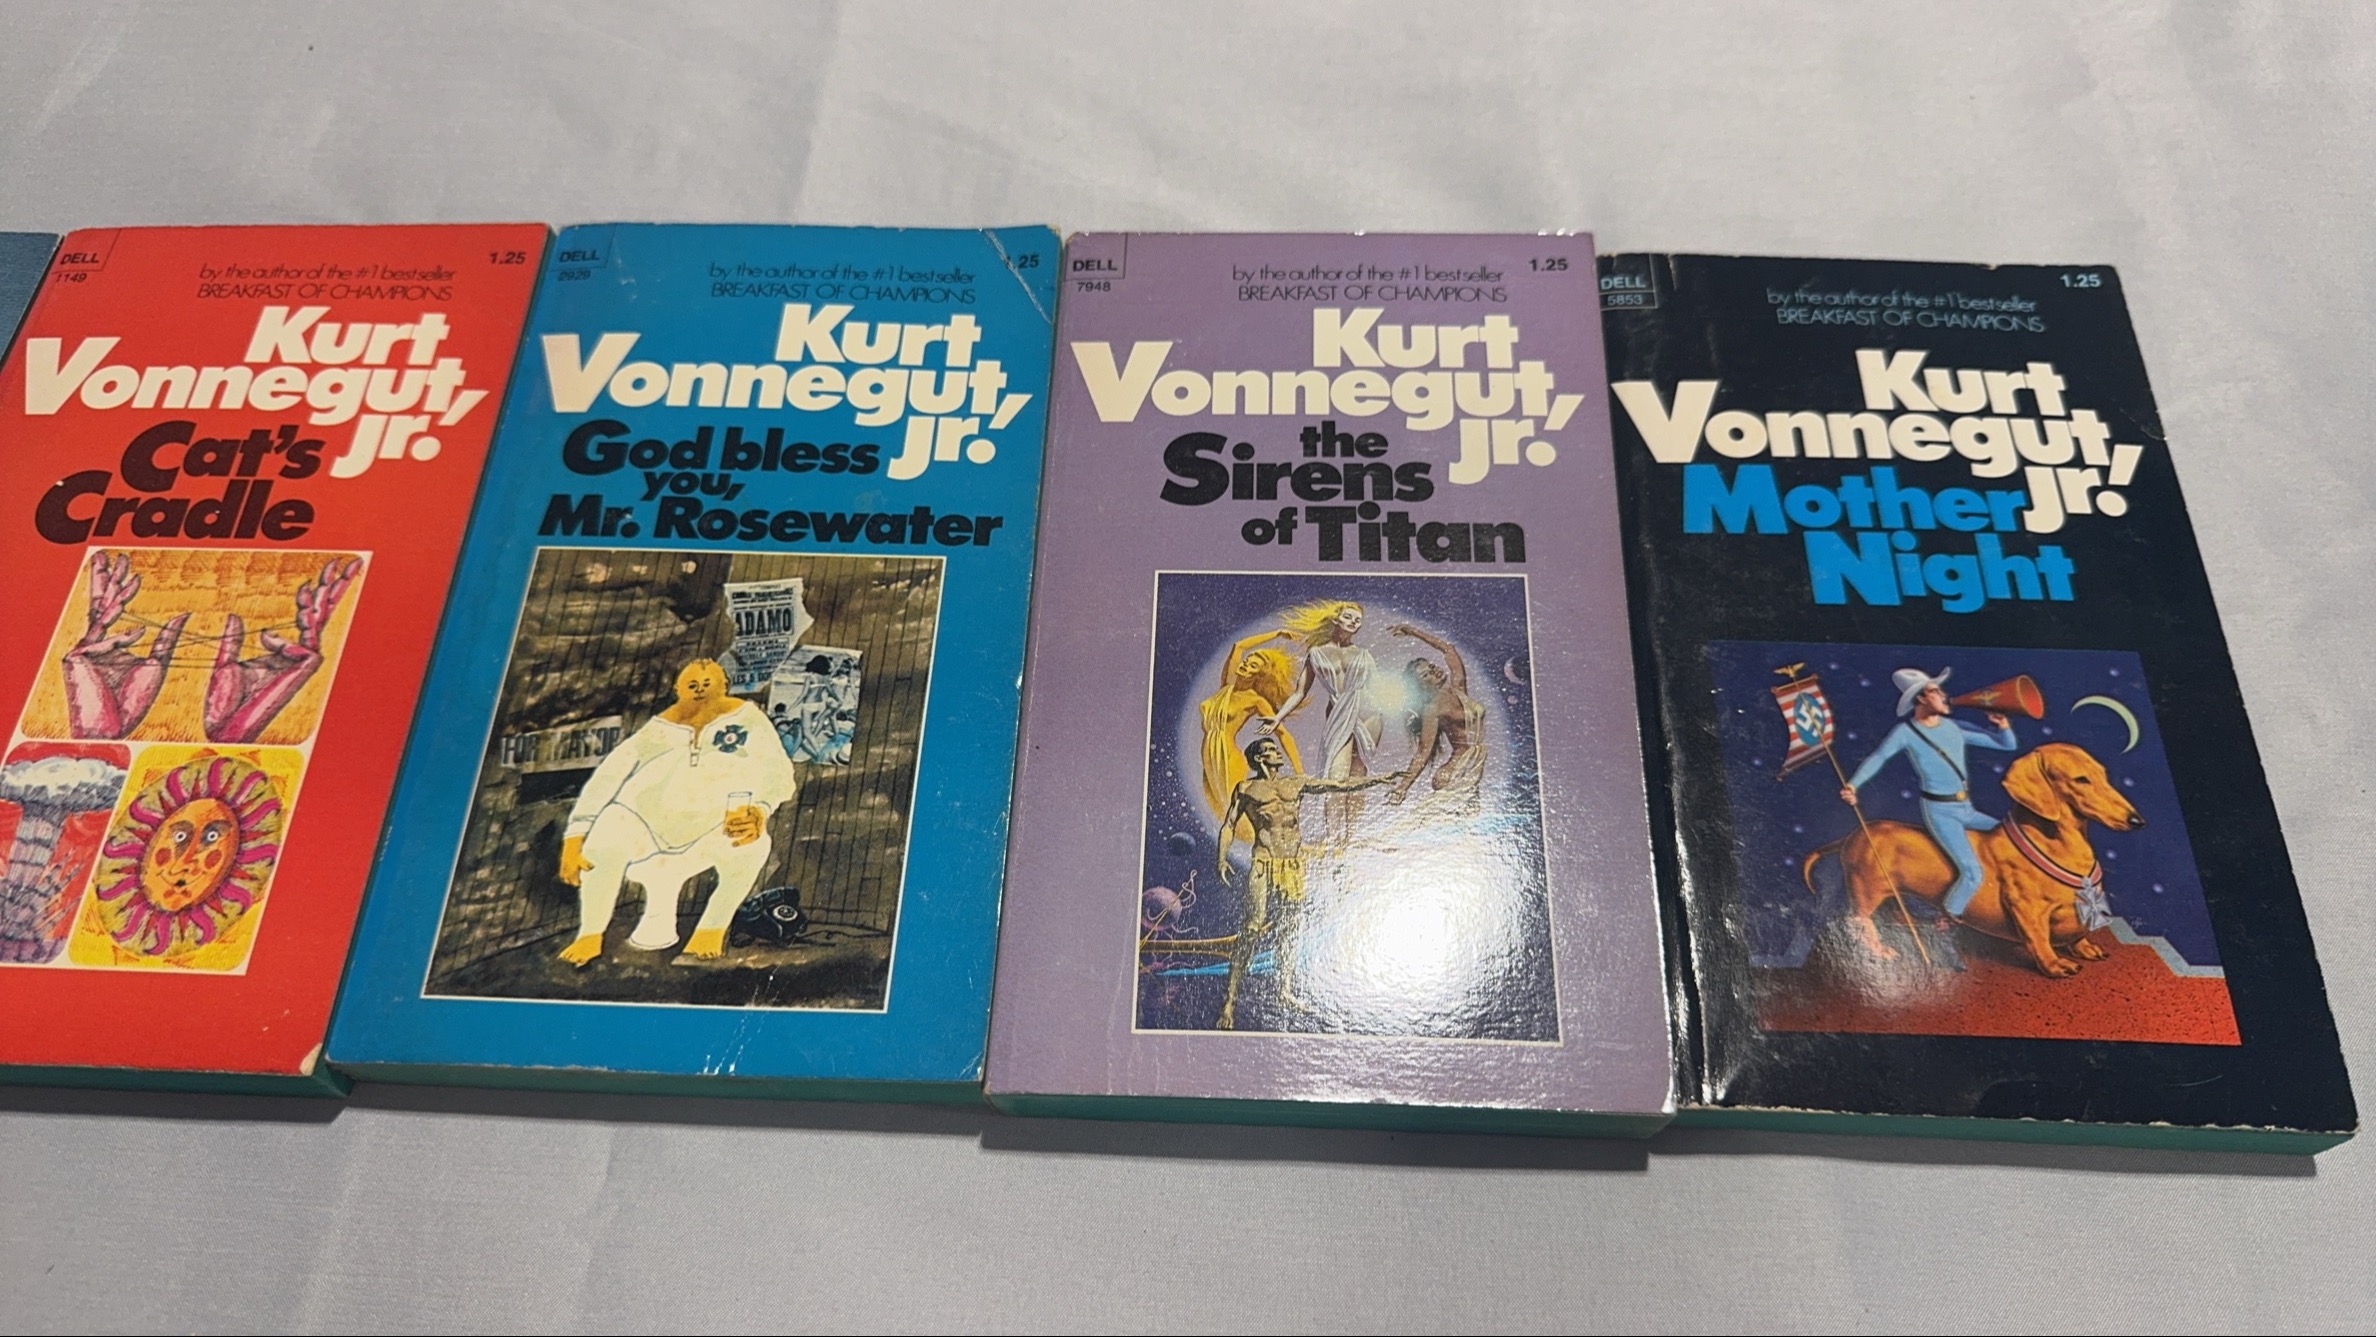 DELL
1149
1.25
by the author of the #1 bestseller
BREAKFAST OF CHAMPIONS
Kurt
Vonnegut,
jr.
Cat's
Cradle
DELL
2929
1.25
by the author of the #1 bestseller
BREAKFAST OF CHAMPIONS
Kurt
Vonnegut,
jr.
God bless
you,
Mr. Rosewater
ADAMO
DELL
7948
1.25
by the author of the #1 bestseller
BREAKFAST OF CHAMPIONS
Kurt
Vonnegut,
jr.
the
Sirens
of Titan
DELL
5853
1.25
by the author of the #1 bestseller
BREAKFAST OF CHAMPIONS
Kurt
Vonnegut,
jr.
Mother
Night